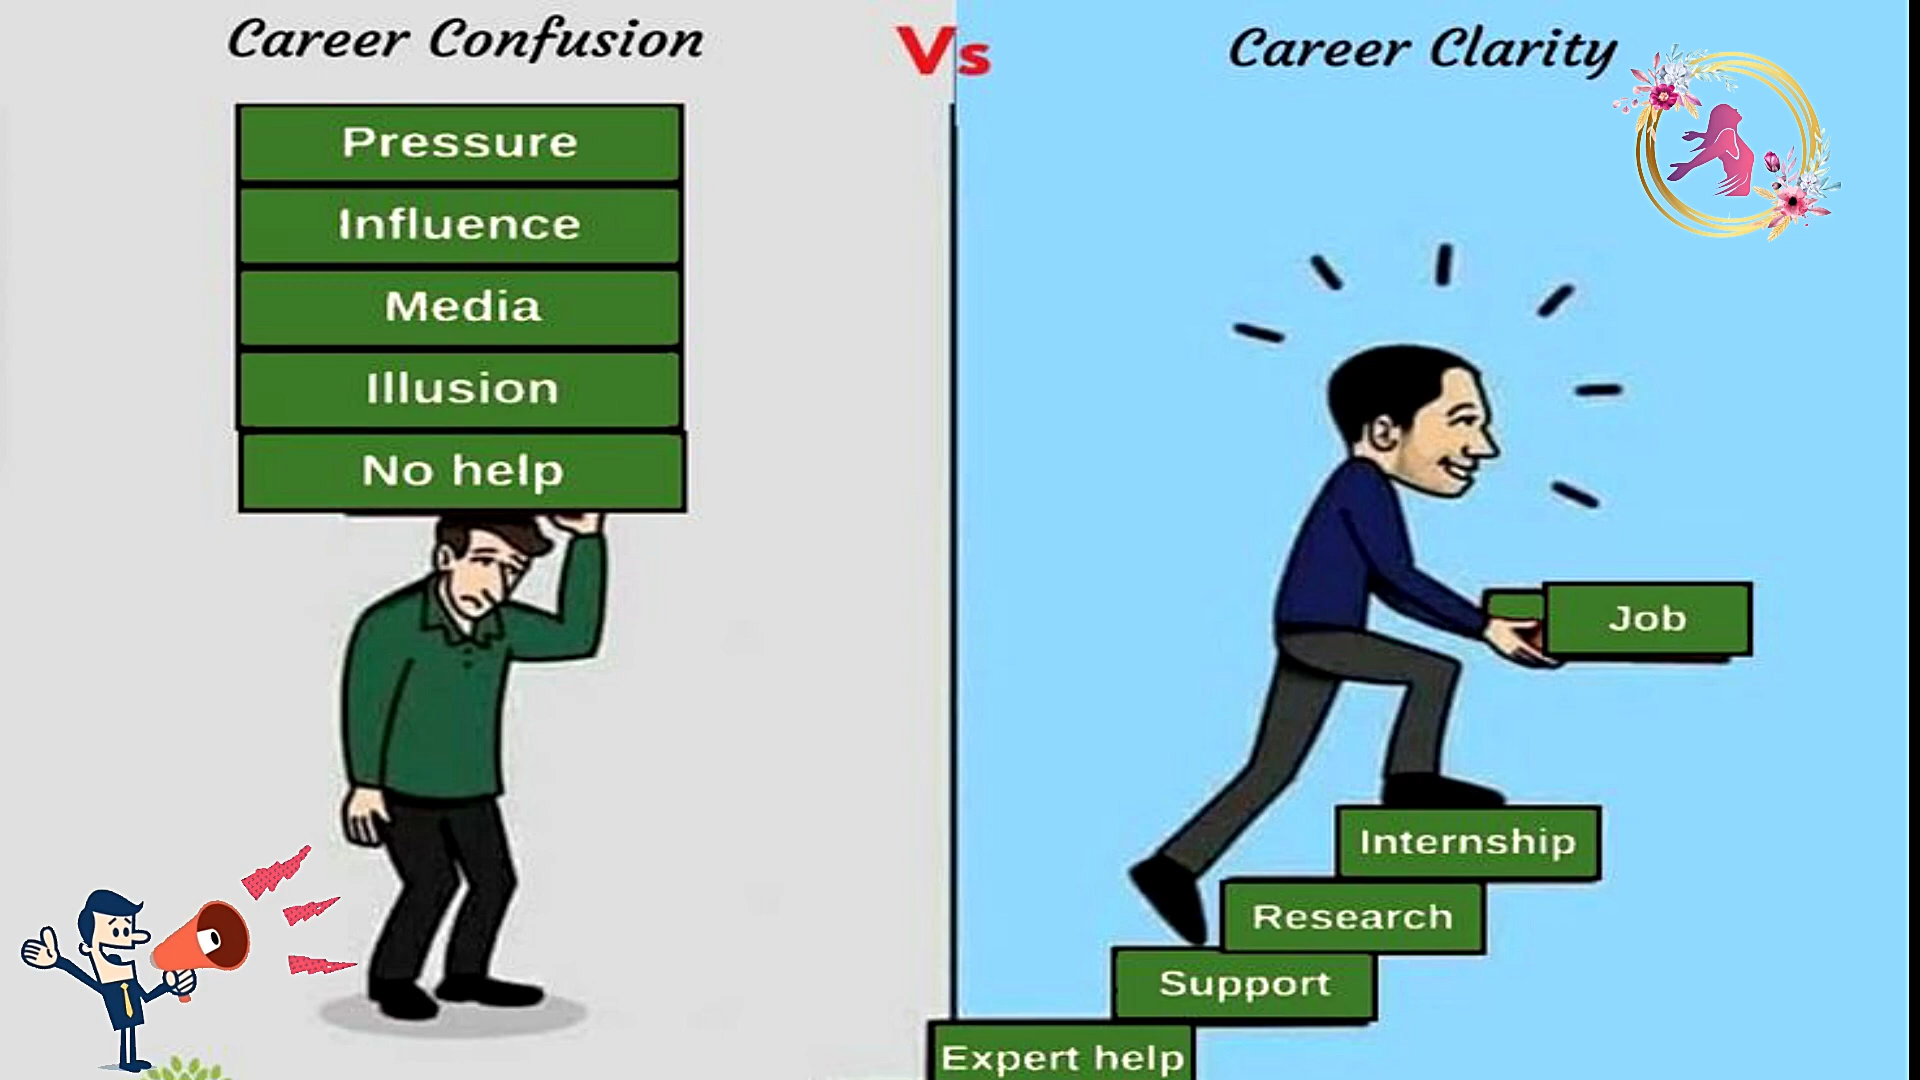 Career Confusion
Vs
Career Clarity
Pressure
Influence
Media
Illusion
No help
Job
Internship
Research
Support
Expert help